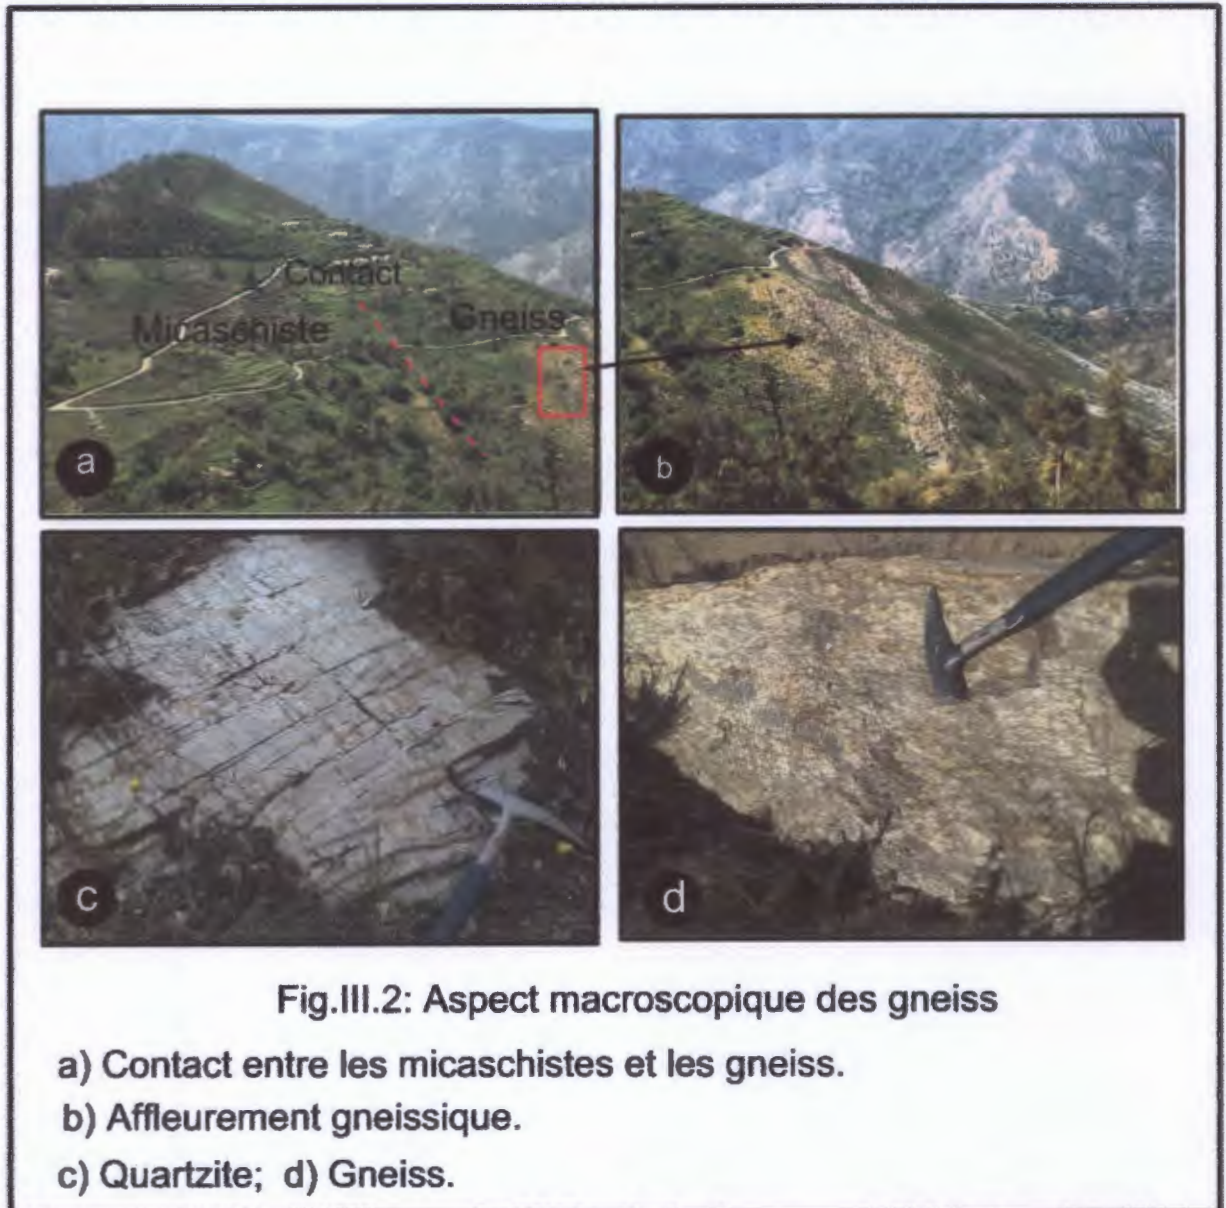 Contact
Micaschiste
Gneiss
a
b
c
d
Fig.III.2: Aspect macroscopique des gneiss
a) Contact entre les micaschistes et les gneiss.
b) Affleurement gneissique.
c) Quartzite; d) Gneiss.